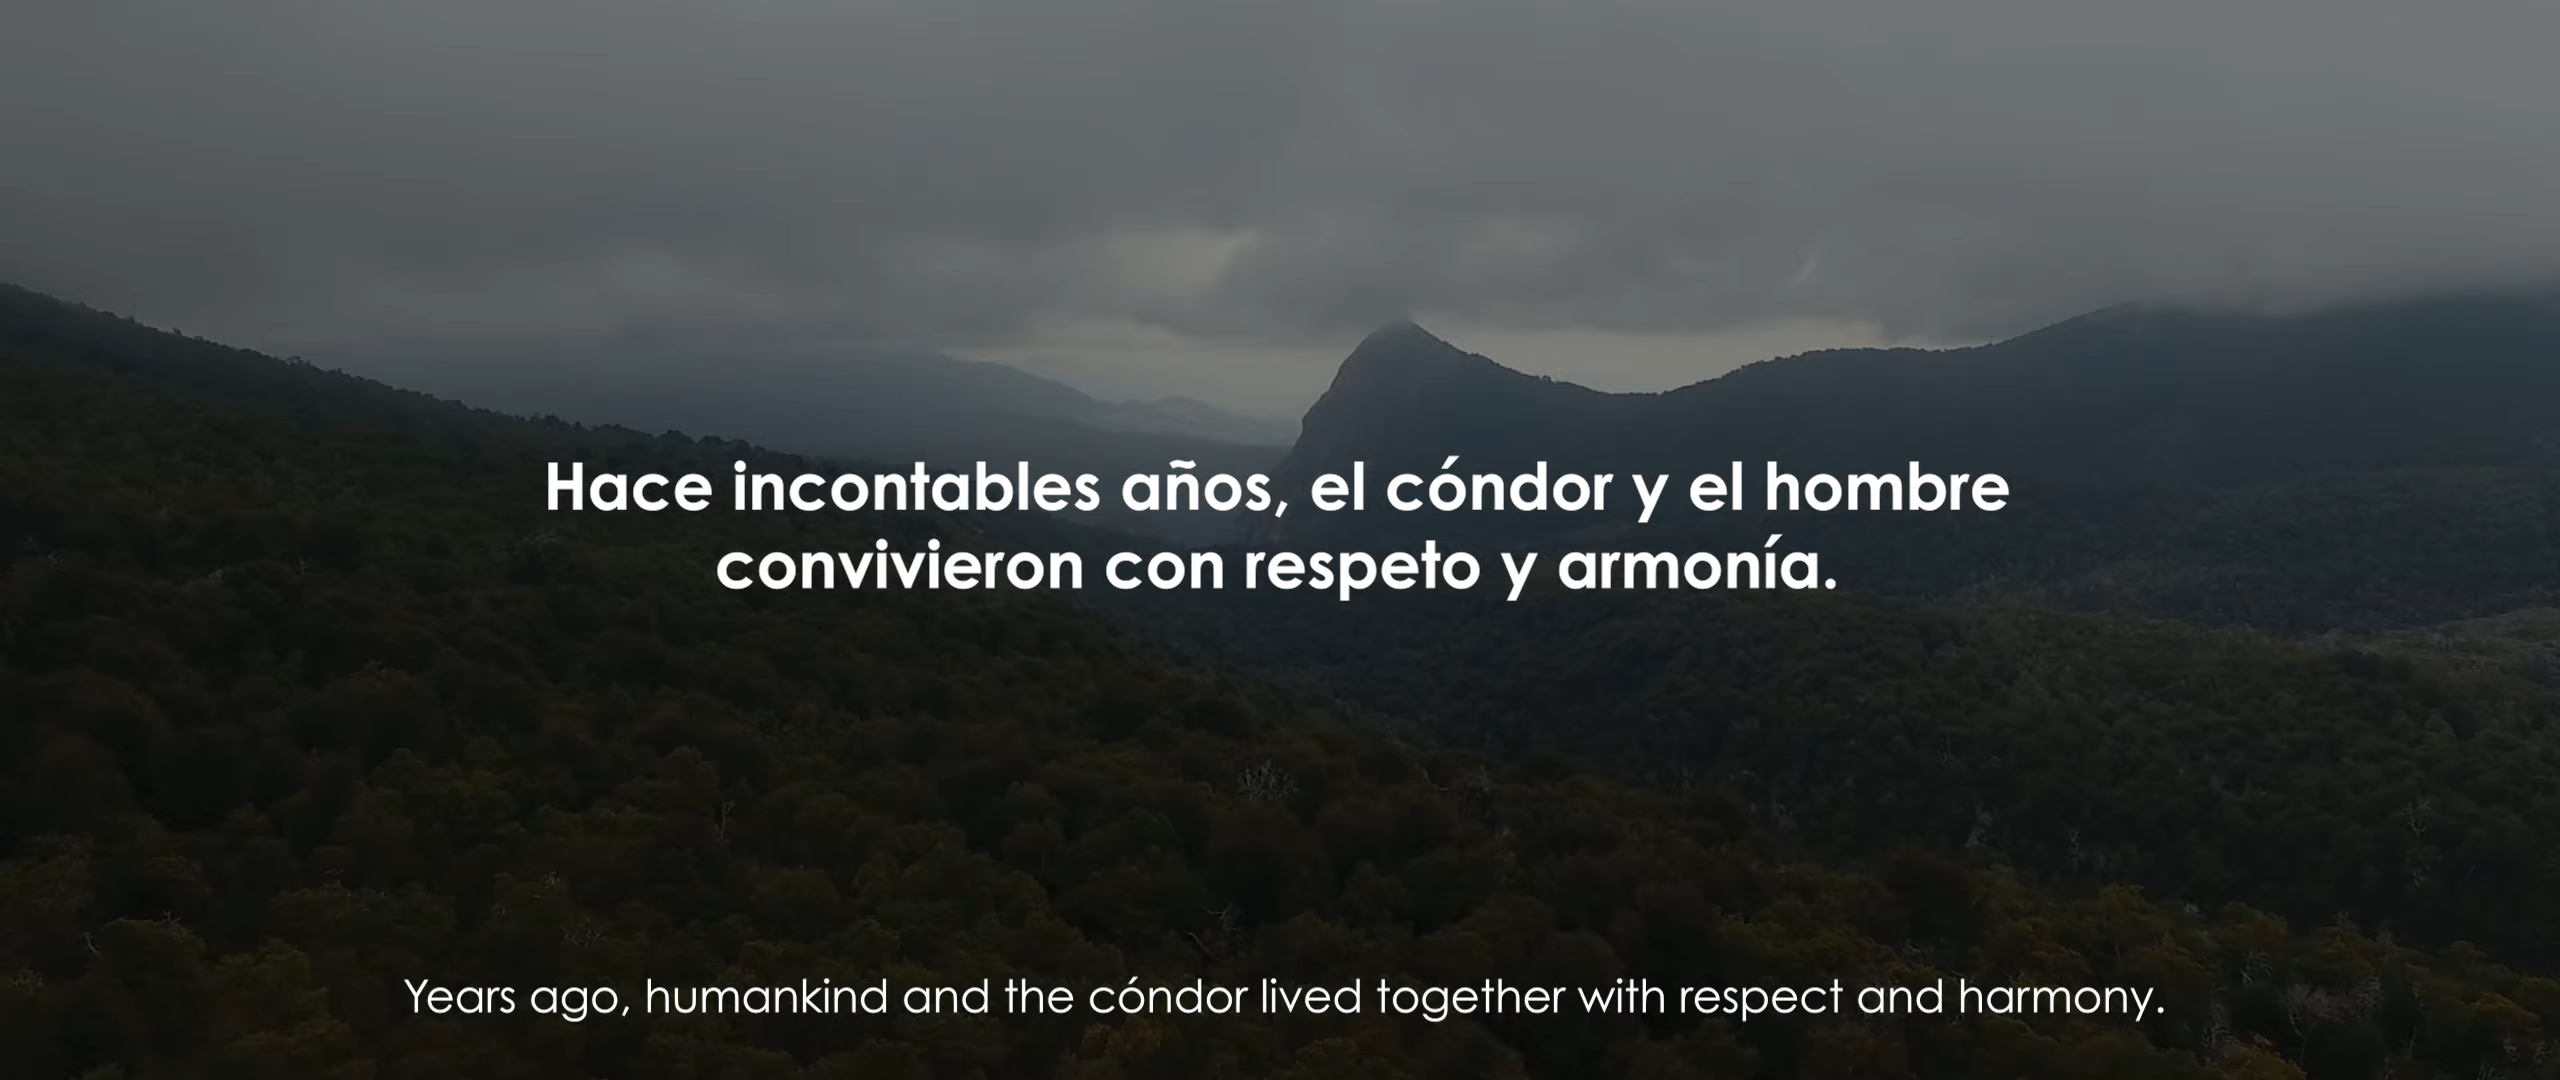 Hace incontables años, el cóndor y el hombre
convivieron con respeto y armonía.
Years ago, humankind and the cóndor lived together with respect and harmony.